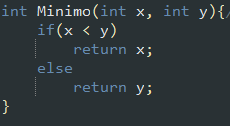 int Minimo(int x, int y){/
    if(x < y)
        return x;
    else
        return y;
}